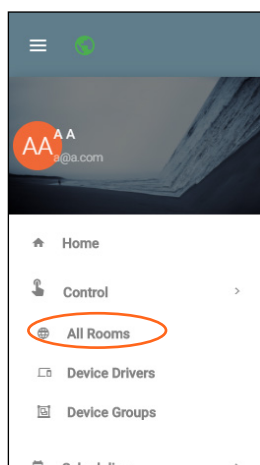 AA
A A
a@a.com
Home
Control
All Rooms
Device Drivers
Device Groups